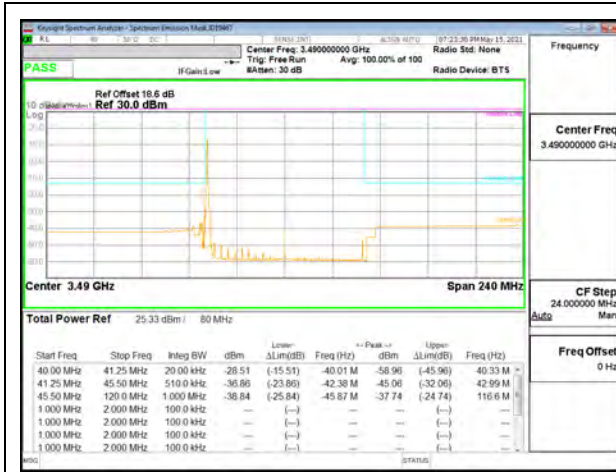 Keysight Spectrum Analyzer - Spectrum Emission Mask
RL
SENSE:INT
ALIGN AUTO
07:23:36 PM May 15, 2021
Center Freq: 3.490000000 GHz
Radio Std: None
Frequency
Trig: Free Run
Avg: 100.00% of 100
PASS
IFGain:Low
#Atten: 30 dB
Radio Device: BTS
Ref Offset 18.6 dB
10 dB
Ref 30.0 dBm
Log
Center Freq
3.490000000 GHz
Center 3.49 GHz
Span 240 MHz
CF Step
24.000000 MHz
Auto Man
Total Power Ref 25.33 dBm / 80 MHz
Freq Offset
0 Hz
Lower <-- Peak --> Upper
Start Freq Stop Freq Integ BW dBm ΔLim(dB) Freq (Hz) dBm ΔLim(dB) Freq (Hz)
40.00 MHz 41.25 MHz 20.00 kHz -28.51 (-15.51) -40.01 M -58.96 (-45.96) 40.33 M
41.25 MHz 45.50 MHz 510.0 kHz -36.86 (-23.86) -42.38 M -45.06 (-32.06) 42.99 M
45.50 MHz 120.0 MHz 1.000 MHz -38.84 (-25.84) -45.87 M -37.74 (-24.74) 116.6 M
1.000 MHz 2.000 MHz 100.0 kHz --- (---) --- --- (---) ---
1.000 MHz 2.000 MHz 100.0 kHz --- (---) --- --- (---) ---
1.000 MHz 2.000 MHz 100.0 kHz --- (---) --- --- (---) ---
1.000 MHz 2.000 MHz 100.0 kHz --- (---) --- --- (---) ---
MSG
STATUS